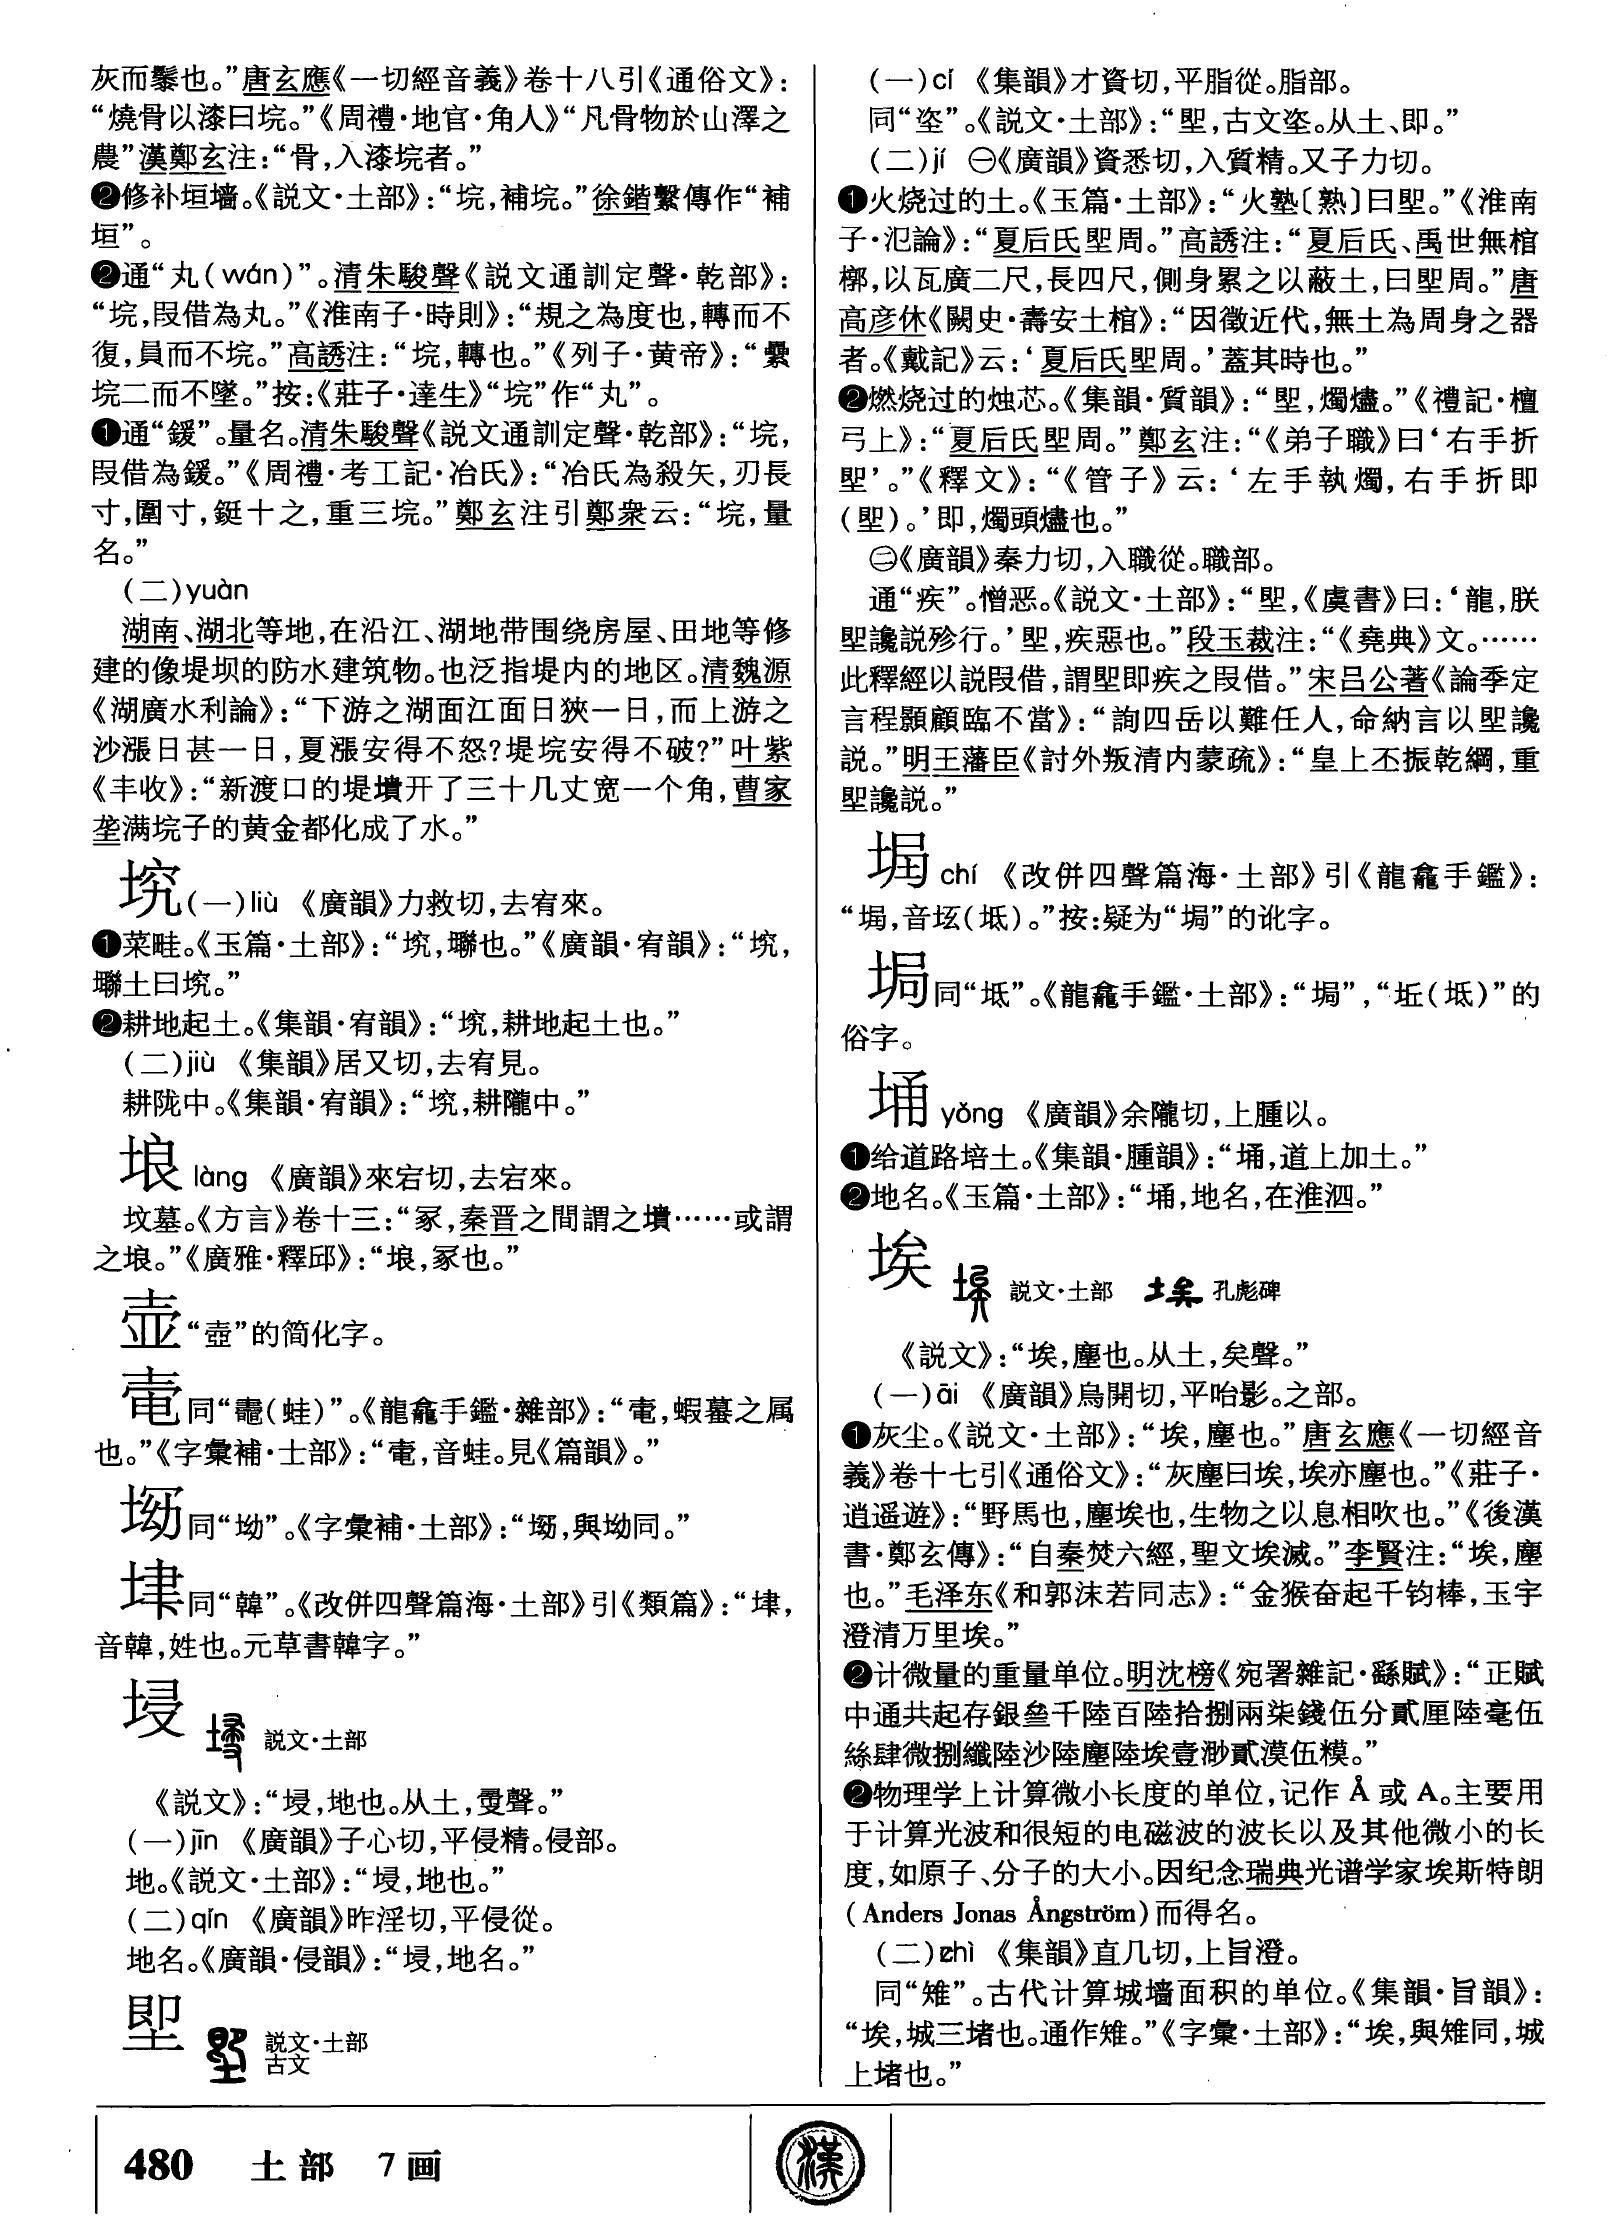 灰而鬖也。”唐玄應《一切經音義》卷十八引《通俗文》：
“燒骨以漆曰垸。”《周禮·地官·角人》“凡骨物於山澤之
農”漢鄭玄注：“骨，入漆垸者。”
❷修补垣墙。《説文·土部》：“垸，補垸。”徐鍇繫傳作“補
垣”。
❷通“丸(wán)”。清朱駿聲《説文通訓定聲·乾部》：
“垸，叚借為丸。”《淮南子·時則》：“規之為度也，轉而不
復，員而不垸。”高誘注：“垸，轉也。”《列子·黄帝》：“纍
垸二而不墜。”按：《莊子·達生》“垸”作“丸”。
❶通“鍰”。量名。清朱駿聲《説文通訓定聲·乾部》：“垸，
叚借為鍰。”《周禮·考工記·冶氏》：“冶氏為殺矢，刃長
寸，圍寸，鋌十之，重三垸。”鄭玄注引鄭衆云：“垸，量
名。”
(二)yuàn
湖南、湖北等地，在沿江、湖地带围绕房屋、田地等修
建的像堤坝的防水建筑物。也泛指堤内的地区。清魏源
《湖廣水利論》：“下游之湖面江面日狹一日，而上游之
沙漲日甚一日，夏漲安得不怒？堤垸安得不破？”叶紫
《丰收》：“新渡口的堤墳开了三十几丈宽一个角，曹家
垄满垸子的黄金都化成了水。”
㙋(一)liù 《廣韻》力救切，去宥來。
❶菜畦。《玉篇·土部》：“㙋，聯也。”《廣韻·宥韻》：“㙋，
聯土曰㙋。”
❷耕地起土。《集韻·宥韻》：“㙋，耕地起土也。”
(二)jiù 《集韻》居又切，去宥見。
耕陇中。《集韻·宥韻》：“㙋，耕隴中。”
埌 làng 《廣韻》來宕切，去宕來。
坟墓。《方言》卷十三：“冢，秦晋之間謂之墳……或謂
之埌。”《廣雅·釋邱》：“埌，冢也。”
壶“壺”的简化字。
同“鼃(蛙)”。《龍龕手鑑·雜部》：“，蝦蟇之属
也。”《字彙補·士部》：“，音蛙。見《篇韻》。”
同“坳”。《字彙補·土部》：“，與坳同。”
同“韓”。《改併四聲篇海·土部》引《類篇》：“，
音韓，姓也。元草書韓字。”
埐 説文·土部
《説文》：“埐，地也。从土，㑴聲。”
(一)jīn 《廣韻》子心切，平侵精。侵部。
地。《説文·土部》：“埐，地也。”
(二)qín 《廣韻》昨淫切，平侵從。
地名。《廣韻·侵韻》：“埐，地名。”
堲 説文·土部
古文
(一)cí 《集韻》才資切，平脂從。脂部。
同“垐”。《説文·土部》：“堲，古文垐。从土、即。”
(二)jí ㊀《廣韻》資悉切，入質精。又子力切。
❶火烧过的土。《玉篇·土部》：“火塾〔熟〕曰堲。”《淮南
子·氾論》：“夏后氏堲周。”高誘注：“夏后氏、禹世無棺
槨，以瓦廣二尺，長四尺，側身累之以蔽土，曰堲周。”唐
高彦休《闕史·壽安土棺》：“因徵近代，無土為周身之器
者。《戴記》云：‘夏后氏堲周。’蓋其時也。”
❷燃烧过的烛芯。《集韻·質韻》：“堲，燭燼。”《禮記·檀
弓上》：“夏后氏堲周。”鄭玄注：“《弟子職》曰‘右手折
堲’。”《釋文》：“《管子》云：‘左手執燭，右手折即
(堲)。’即，燭頭燼也。”
㊁《廣韻》秦力切，入職從。職部。
通“疾”。憎恶。《説文·土部》：“堲，《虞書》曰：‘龍，朕
堲讒説殄行。’堲，疾惡也。”段玉裁注：“《堯典》文。……
此釋經以説叚借，謂堲即疾之叚借。”宋吕公著《論季定
言程顥顧臨不當》：“詢四岳以難任人，命納言以堲讒
説。”明王藩臣《討外叛清内蒙疏》：“皇上丕振乾綱，重
堲讒説。”
chí 《改併四聲篇海·土部》引《龍龕手鑑》：
“，音坘(坻)。”按：疑为“”的讹字。
同“坻”。《龍龕手鑑·土部》：“”，“坵(坻)”的
俗字。
埇 yǒng 《廣韻》余隴切，上腫以。
❶给道路培土。《集韻·腫韻》：“埇，道上加土。”
❷地名。《玉篇·土部》：“埇，地名，在淮泗。”
埃 説文·土部 孔彪碑
《説文》：“埃，塵也。从土，矣聲。”
(一)āi 《廣韻》烏開切，平咍影。之部。
❶灰尘。《説文·土部》：“埃，塵也。”唐玄應《一切經音
義》卷十七引《通俗文》：“灰塵曰埃，埃亦塵也。”《莊子·
逍遥遊》：“野馬也，塵埃也，生物之以息相吹也。”《後漢
書·鄭玄傳》：“自秦焚六經，聖文埃滅。”李賢注：“埃，塵
也。”毛泽东《和郭沫若同志》：“金猴奋起千钧棒，玉宇
澄清万里埃。”
❷计微量的重量单位。明沈榜《宛署雜記·繇賦》：“正賦
中通共起存銀叁千陸百陸拾捌兩柒錢伍分貳厘陸毫伍
絲肆微捌纖陸沙陸塵陸埃壹渺貳漠伍模。”
❷物理学上计算微小长度的单位，记作 Å 或 A。主要用
于计算光波和很短的电磁波的波长以及其他微小的长
度，如原子、分子的大小。因纪念瑞典光谱学家埃斯特朗
(Anders Jonas Ångström)而得名。
(二)zhì 《集韻》直几切，上旨澄。
同“雉”。古代计算城墙面积的单位。《集韻·旨韻》：
“埃，城三堵也。通作雉。”《字彙·土部》：“埃，與雉同，城
上堵也。”
480 土部 7画
漢